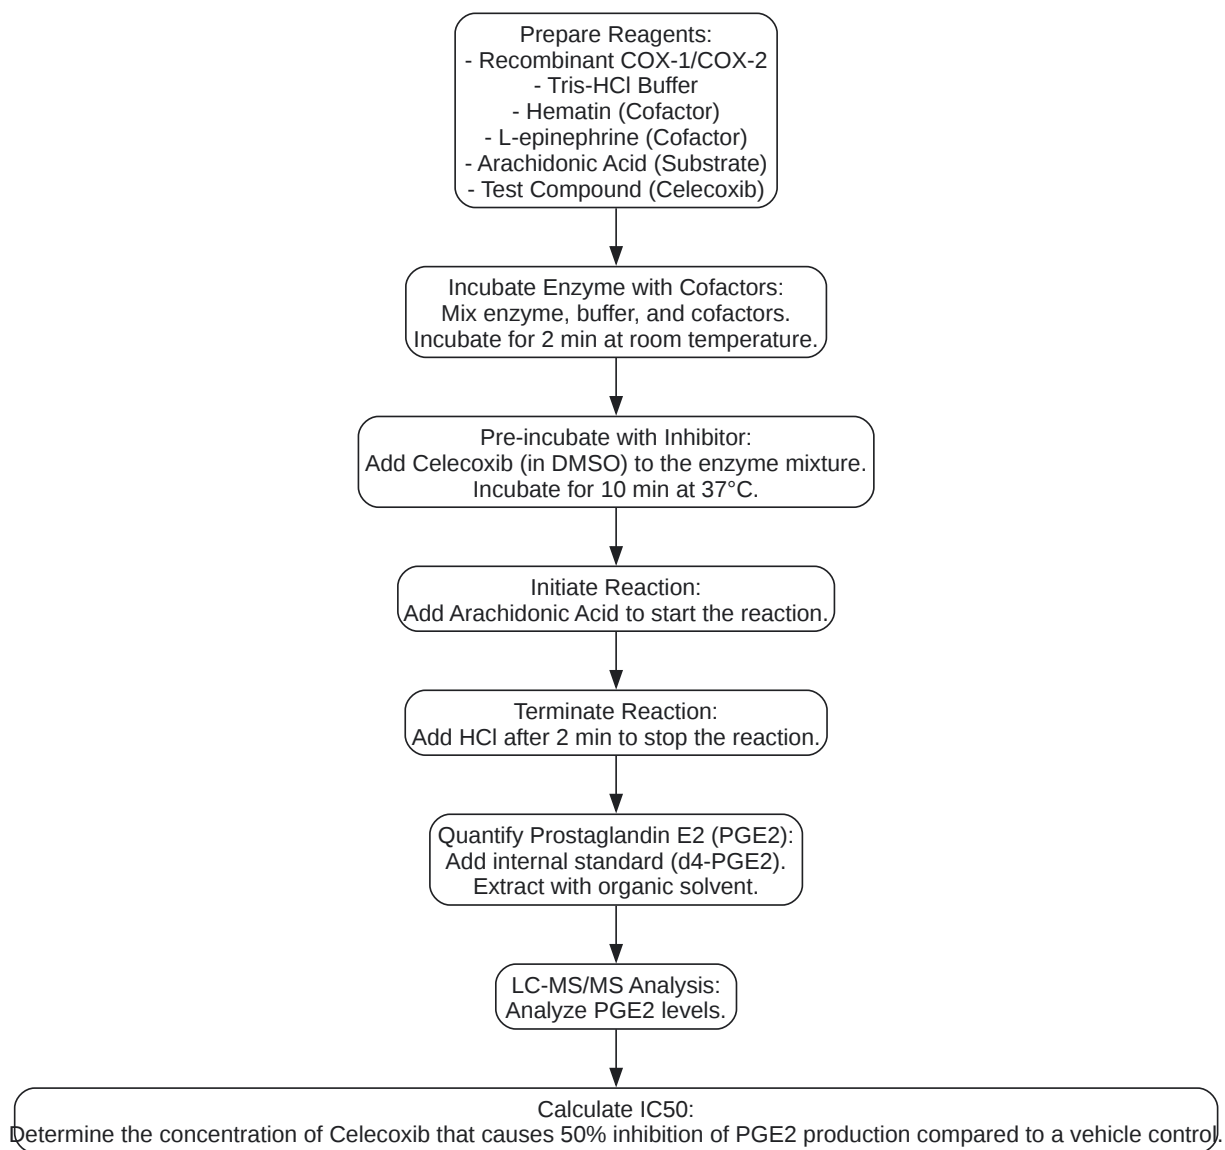 Prepare Reagents:
- Recombinant COX-1/COX-2
- Tris-HCl Buffer
- Hematin (Cofactor)
- L-epinephrine (Cofactor)
- Arachidonic Acid (Substrate)
- Test Compound (Celecoxib)
Incubate Enzyme with Cofactors:
Mix enzyme, buffer, and cofactors.
Incubate for 2 min at room temperature.
Pre-incubate with Inhibitor:
Add Celecoxib (in DMSO) to the enzyme mixture.
Incubate for 10 min at 37°C.
Initiate Reaction:
Add Arachidonic Acid to start the reaction.
Terminate Reaction:
Add HCl after 2 min to stop the reaction.
Quantify Prostaglandin E2 (PGE2):
Add internal standard (d4-PGE2).
Extract with organic solvent.
LC-MS/MS Analysis:
Analyze PGE2 levels.
Calculate IC50:
Determine the concentration of Celecoxib that causes 50% inhibition of PGE2 production compared to a vehicle control.